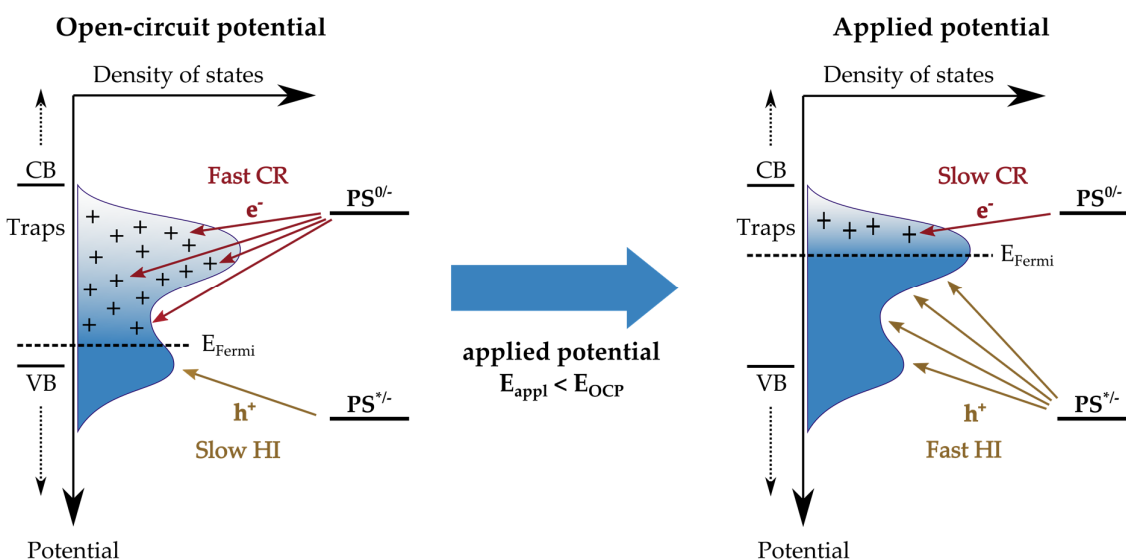 Open-circuit potential
Density of states
CB
Fast CR
PS0/-
e-
Traps
+ + + + + + + + + + + + + + + +
EFermi
VB
PS*/-
h+
Slow HI
Potential
applied potential
Eappl < EOCP
Applied potential
Density of states
CB
Slow CR
PS0/-
e-
Traps
+ + + +
EFermi
VB
PS*/-
h+
Fast HI
Potential